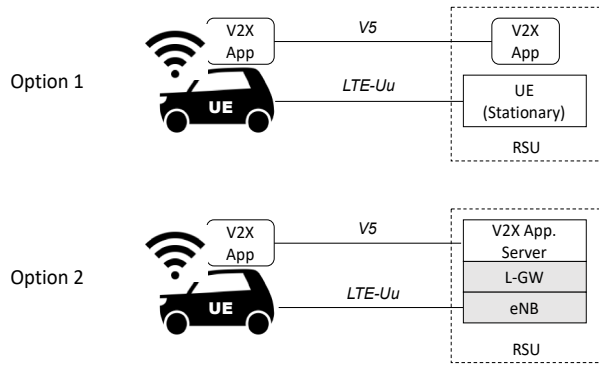 Option 1
V2X
App
V5
V2X
App
UE
LTE-Uu
UE
(Stationary)
RSU
Option 2
V2X
App
V5
V2X App.
Server
L-GW
UE
LTE-Uu
eNB
RSU